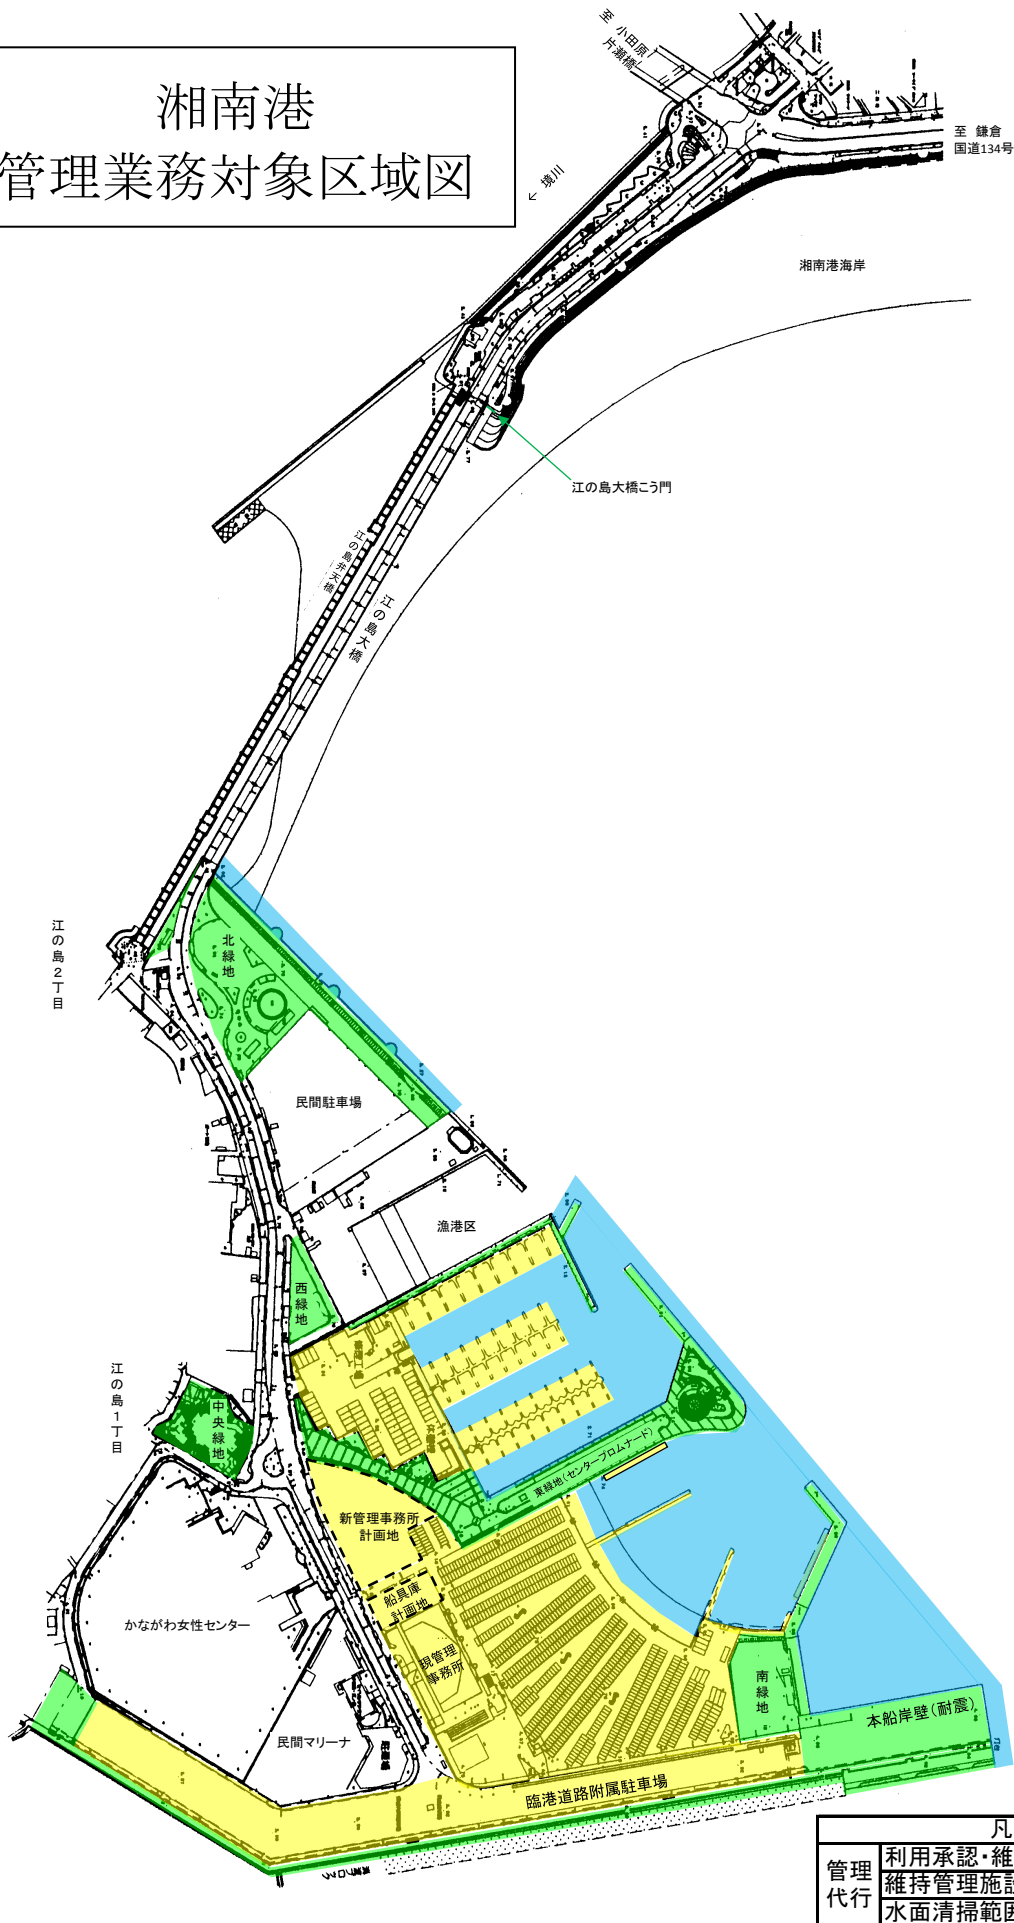 湘南港
管理業務対象区域図
至 小田原
片瀬橋
至 鎌倉
国道134号
← 境川
湘南港海岸
江の島大橋こう門
江の島弁天橋
江の島大橋
江の島2丁目
北緑地
民間駐車場
漁港区
西緑地
江の島1丁目
中央緑地
東緑地(センタープロムナード)
新管理事務所
計画地
船具庫
計画地
かながわ女性センター
現管理
事務所
南緑地
本船岸壁(耐震)
民間マリーナ
臨港道路附属駐車場
凡
管理
代行
利用承認・維
維持管理施設
水面清掃範囲